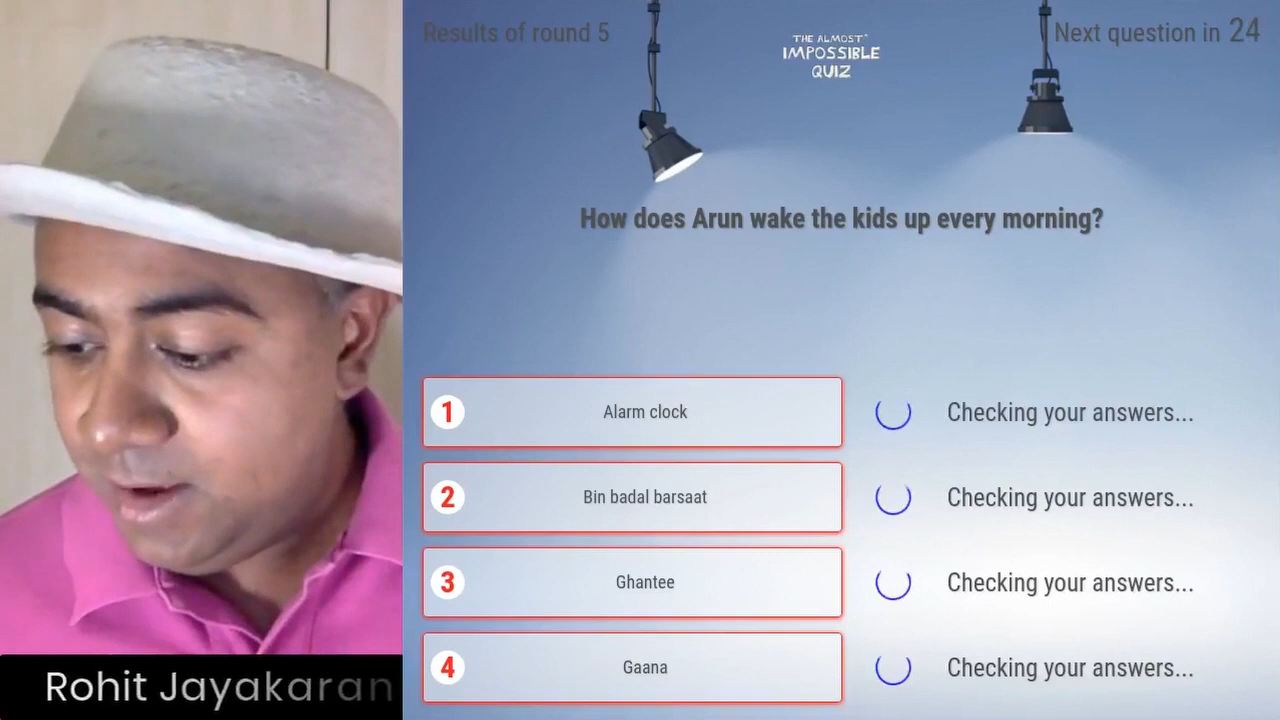 Results of round 5
THE ALMOST
IMPOSSIBLE
QUIZ
Next question in 24
How does Arun wake the kids up every morning?
1 Alarm clock
Checking your answers...
2 Bin badal barsaat
Checking your answers...
3 Ghantee
Checking your answers...
4 Gaana
Checking your answers...
Rohit Jayakaran